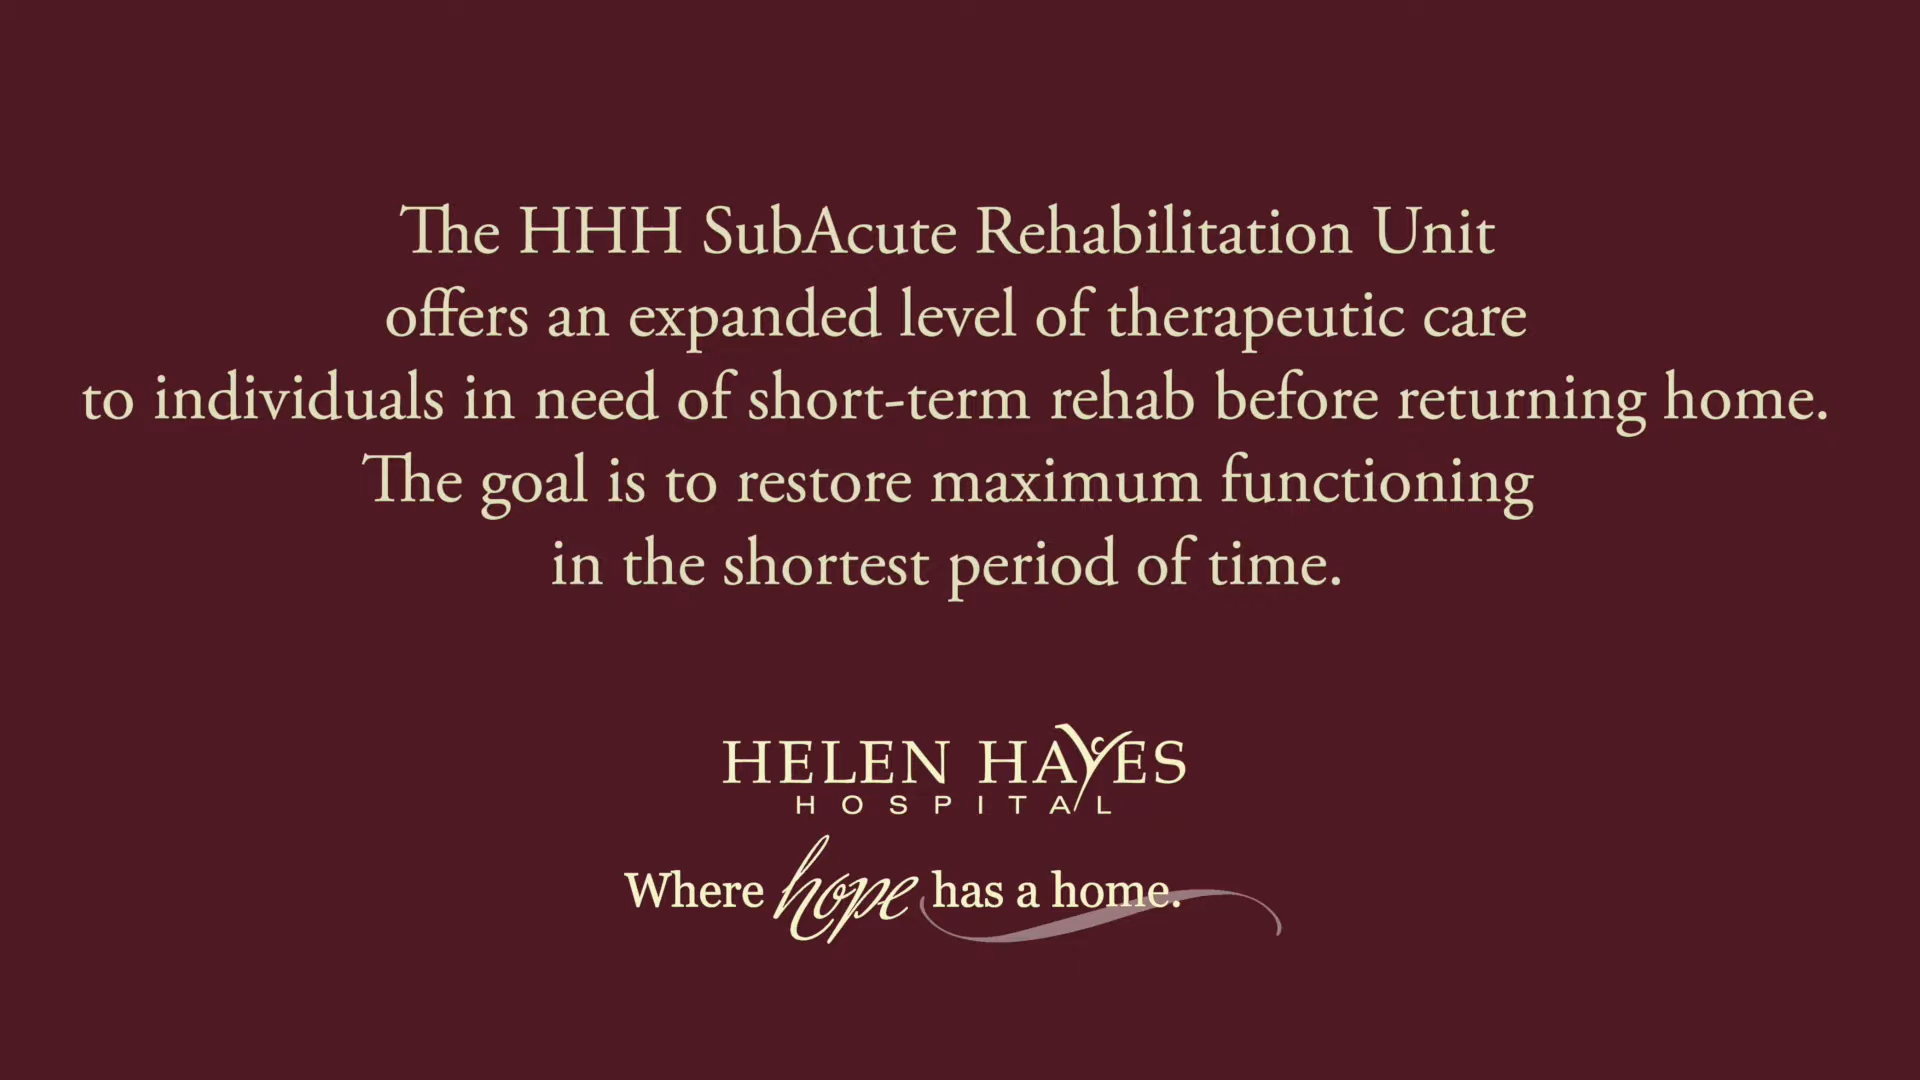 The HHH SubAcute Rehabilitation Unit
offers an expanded level of therapeutic care
to individuals in need of short-term rehab before returning home.
The goal is to restore maximum functioning
in the shortest period of time.
HELEN HAYES
HOSPITAL
Where hope has a home.